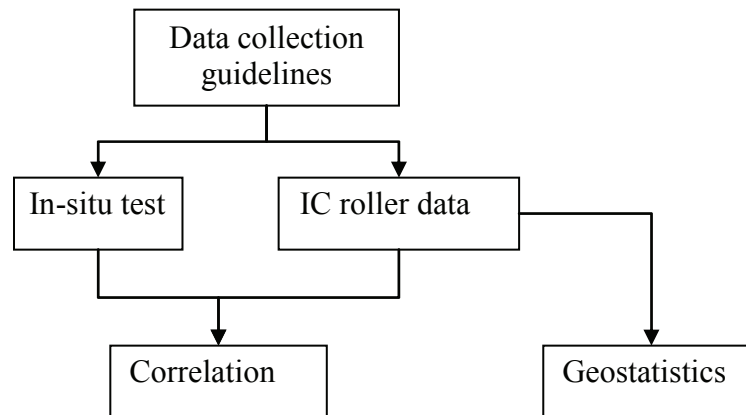 Data collection
guidelines
In-situ test
IC roller data
Correlation
Geostatistics